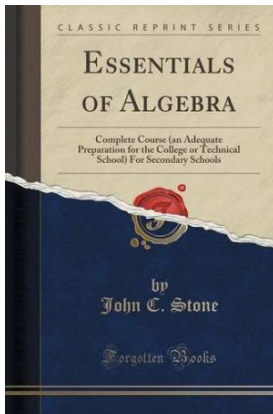 CLASSIC REPRINT SERIES
ESSENTIALS
OF ALGEBRA
Complete Course (an Adequate
Preparation for the College or Technical
School) For Secondary Schools
by
John C. Stone
Forgotten Books